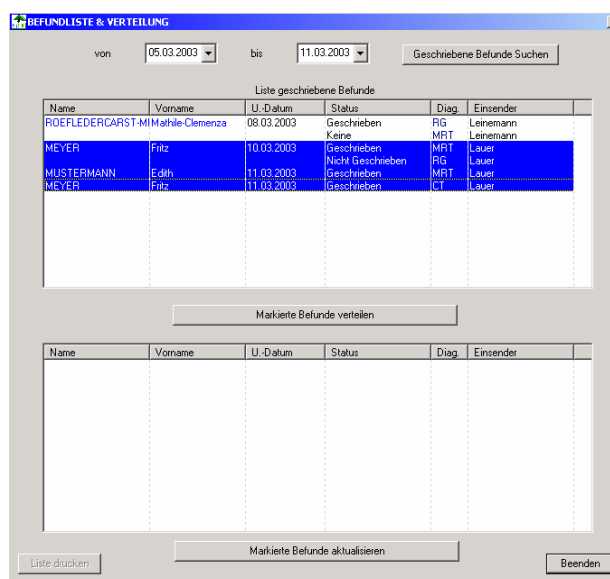 BEFUNDLISTE & VERTEILUNG
von 05.03.2003 bis 11.03.2003 Geschriebene Befunde Suchen
Liste geschriebene Befunde
Name Vorname U.-Datum Status Diag. Einsender
ROEFLEDERCARST-MI Mathile-Clemenza 08.03.2003 Geschrieben RG Leinemann
Keine MRT Leinemann
MEYER Fritz 10.03.2003 Geschrieben MRT Lauer
Nicht Geschrieben RG Lauer
MUSTERMANN Edith 11.03.2003 Geschrieben MRT Lauer
MEYER Fritz 11.03.2003 Geschrieben CT Lauer
Markierte Befunde verteilen
Name Vorname U.-Datum Status Diag. Einsender
Markierte Befunde aktualisieren
Liste drucken Beenden